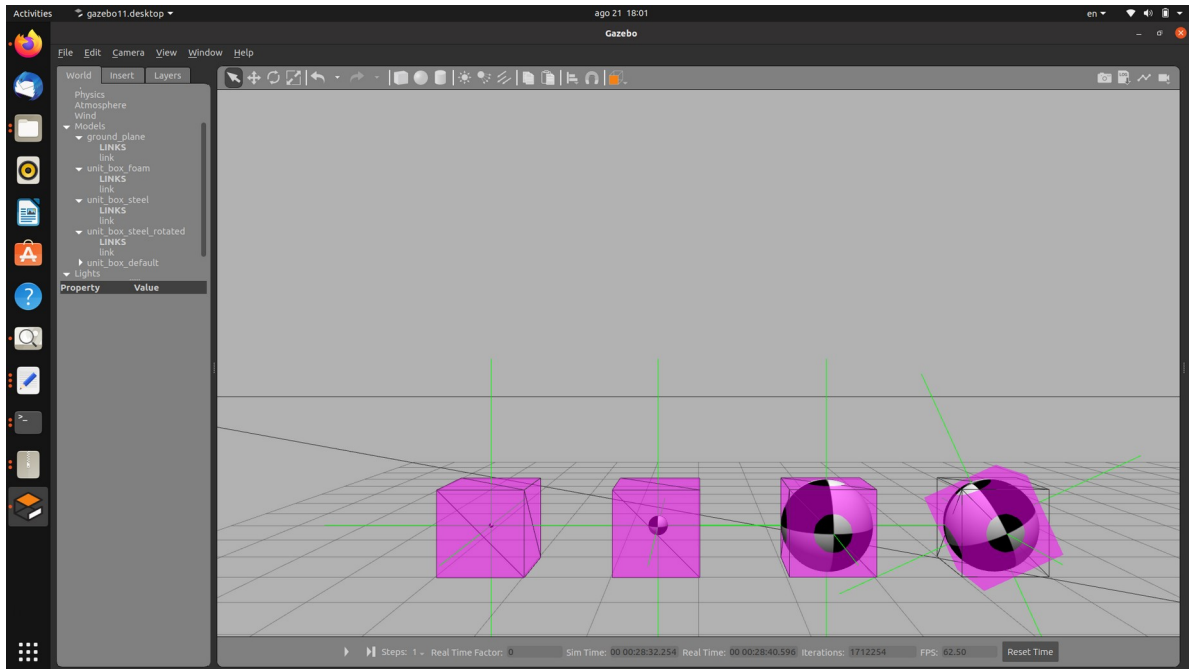 Activities gazebo11.desktop ago 21 18:01 en
Gazebo
File Edit Camera View Window Help
World Insert Layers
Physics
Atmosphere
Wind
Models
ground_plane
LINKS
link
unit_box_foam
LINKS
link
unit_box_steel
LINKS
link
unit_box_steel_rotated
LINKS
link
unit_box_default
Lights
Property Value
Steps: 1 Real Time Factor: 0 Sim Time: 00 00:28:32.254 Real Time: 00 00:28:40.596 Iterations: 1712254 FPS: 62.50 Reset Time